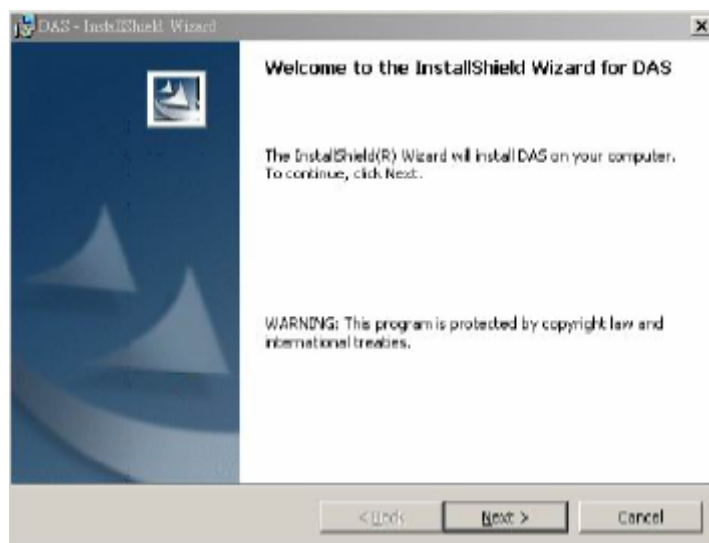 DAS - InstallShield Wizard
Welcome to the InstallShield Wizard for DAS
The InstallShield(R) Wizard will install DAS on your computer.
To continue, click Next.
WARNING: This program is protected by copyright law and
international treaties.
< Back
Next >
Cancel